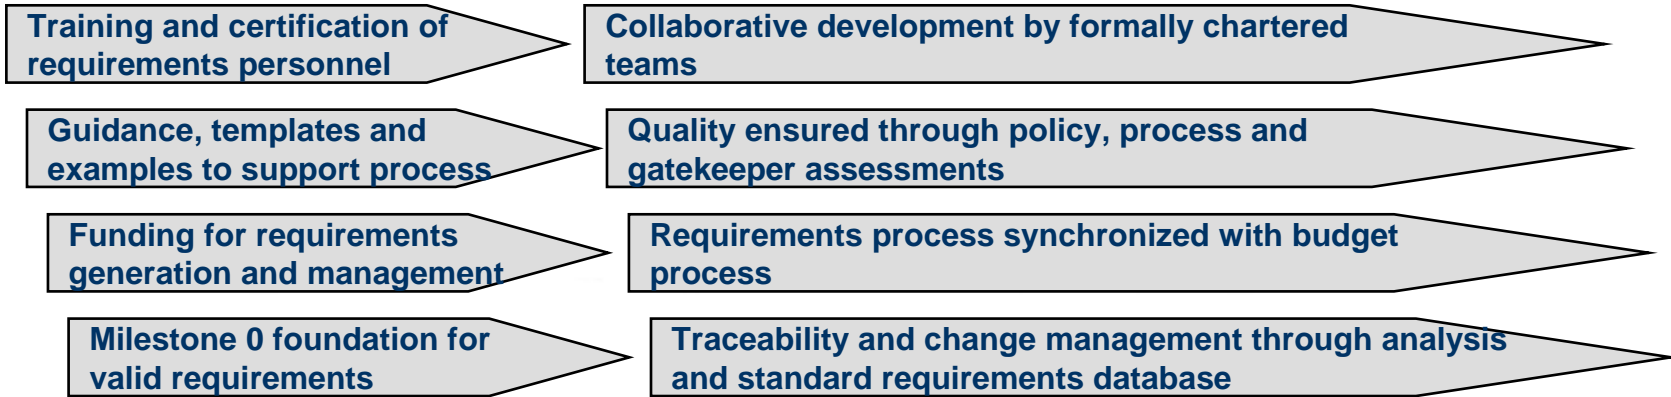 Training and certification of
requirements personnel
Collaborative development by formally chartered
teams
Guidance, templates and
examples to support process
Quality ensured through policy, process and
gatekeeper assessments
Funding for requirements
generation and management
Requirements process synchronized with budget
process
Milestone 0 foundation for
valid requirements
Traceability and change management through analysis
and standard requirements database